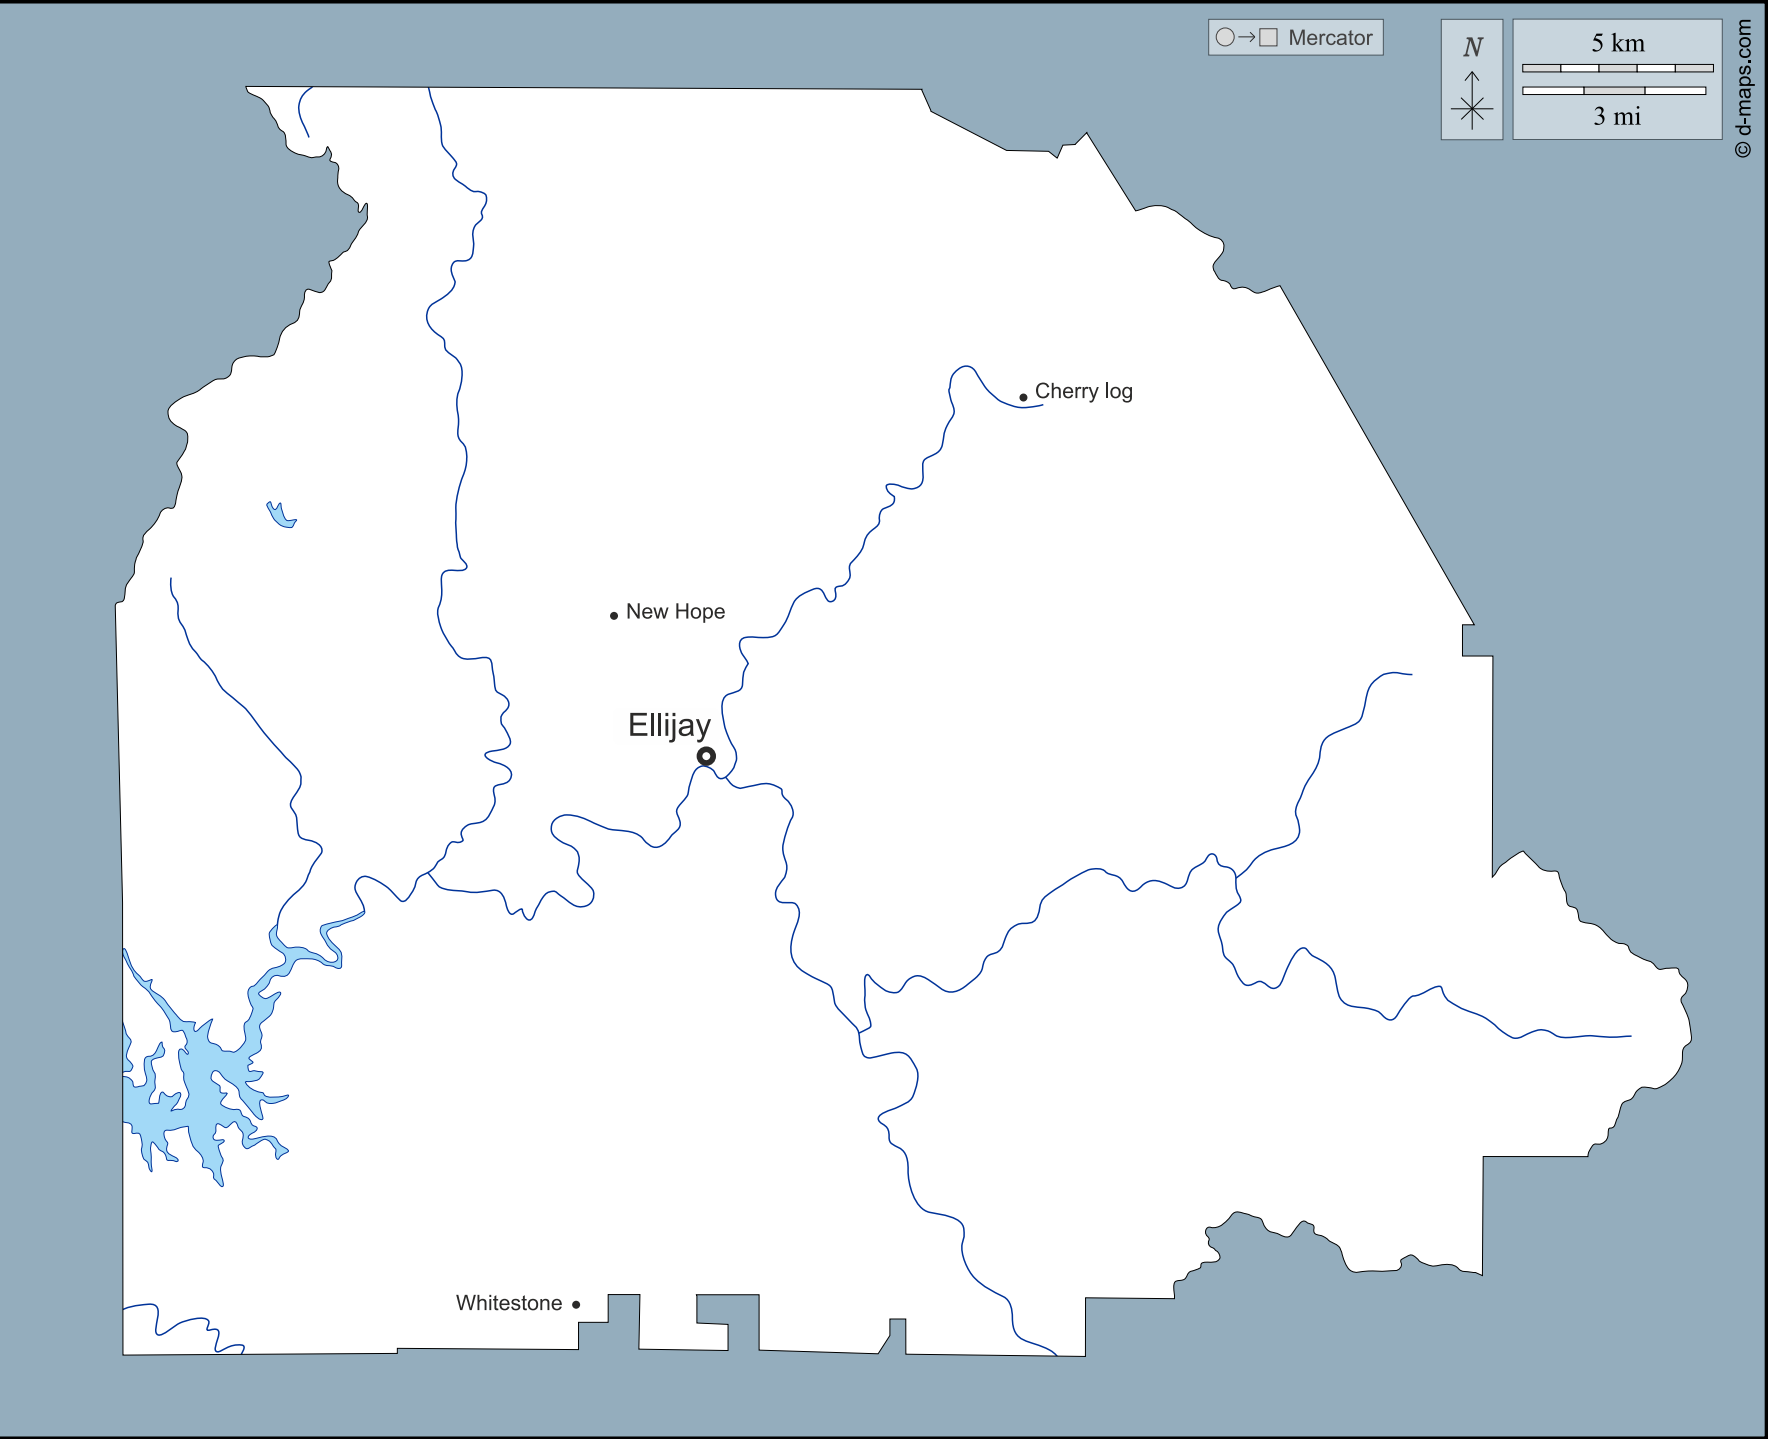 Mercator
N
5 km
3 mi
© d-maps.com
Cherry log
New Hope
Ellijay
Whitestone